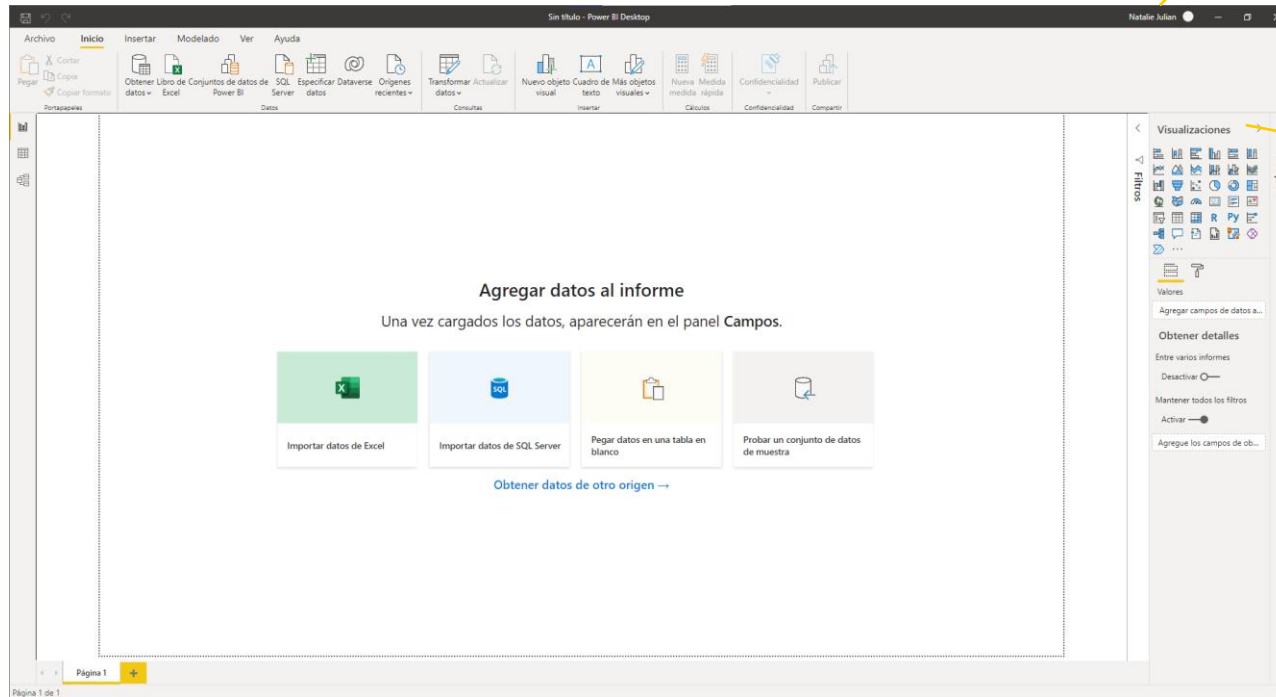 Sin título - Power BI Desktop
Natalie Julian
Archivo Inicio Insertar Modelado Ver Ayuda
Pegar
Cortar
Copia
Copiar formato
Portapapeles
Obtener datos
Libro de Excel
Conjuntos de datos de Power BI
SQL Server
Especificar datos
Dataverse
Orígenes recientes
Datos
Transformar datos
Actualizar
Consultas
Nuevo objeto visual
Cuadro de texto
Más objetos visuales
Insertar
Nueva medida
Medida rápida
Cálculos
Confidencialidad
Confidencialidad
Publicar
Compartir
Agregar datos al informe
Una vez cargados los datos, aparecerán en el panel Campos.
Importar datos de Excel
SQL
Importar datos de SQL Server
Pegar datos en una tabla en
blanco
Probar un conjunto de datos
de muestra
Obtener datos de otro origen →
Filtros
Visualizaciones
R Py
Valores
Agregar campos de datos a...
Obtener detalles
Entre varios informes
Desactivar
Mantener todos los filtros
Activar
Agregue los campos de ob...
Página 1
Página 1 de 1